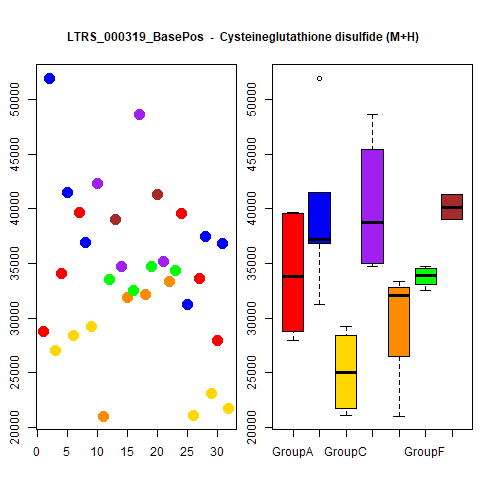 LTRS_000319_BasePos - Cysteineglutathione disulfide (M+H)
20000 25000 30000 35000 40000 45000 50000
0 5 10 15 20 25 30
20000 25000 30000 35000 40000 45000 50000
GroupA GroupC GroupF